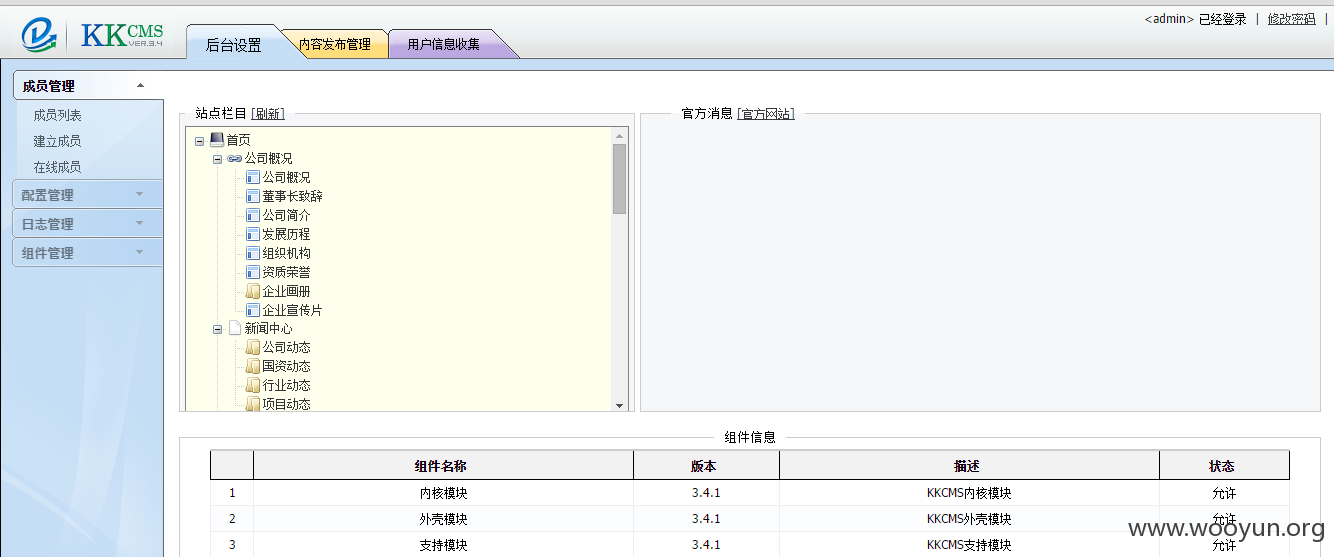 <admin> 已经登录 | 修改密码 |
KKCMS VER.3.4
后台设置 内容发布管理 用户信息收集
成员管理
成员列表
建立成员
在线成员
配置管理
日志管理
组件管理
站点栏目 [刷新]
首页
公司概况
公司概况
董事长致辞
公司简介
发展历程
组织机构
资质荣誉
企业画册
企业宣传片
新闻中心
公司动态
国资动态
行业动态
项目动态
官方消息 [官方网站]
组件信息
组件名称 版本 描述 状态
1 内核模块 3.4.1 KKCMS内核模块 允许
2 外壳模块 3.4.1 KKCMS外壳模块 允许
3 支持模块 3.4.1 KKCMS支持模块 允许
www.wooyun.org